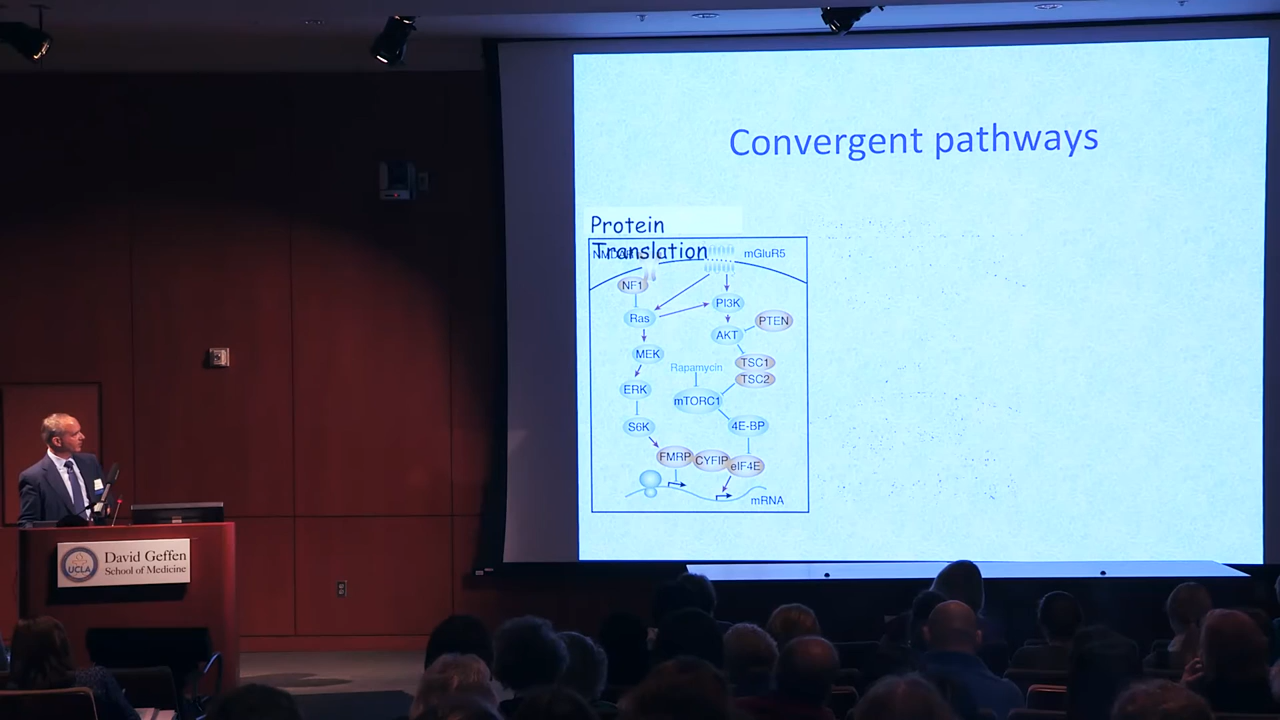 Convergent pathways
Protein
Translation
mGluR5
NF1
Ras
PI3K
PTEN
AKT
MEK
TSC1
Rapamycin
TSC2
ERK
mTORC1
S6K
4E-BP
FMRP
CYFIP
eIF4E
mRNA
David Geffen
School of Medicine
UCLA